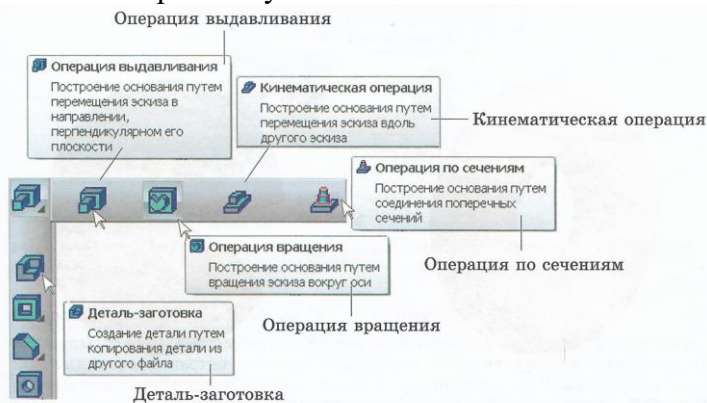 Операция выдавливания
Операция выдавливания
Построение основания путем
перемещения эскиза в
направлении,
перпендикулярном его
плоскости
Кинематическая операция
Построение основания путем
перемещения эскиза вдоль
другого эскиза
Кинематическая операция
Операция по сечениям
Построение основания путем
соединения поперечных
сечений
Операция по сечениям
Операция вращения
Построение основания путем
вращения эскиза вокруг оси
Операция вращения
Деталь-заготовка
Создание детали путем
копирования детали из
другого файла
Деталь-заготовка